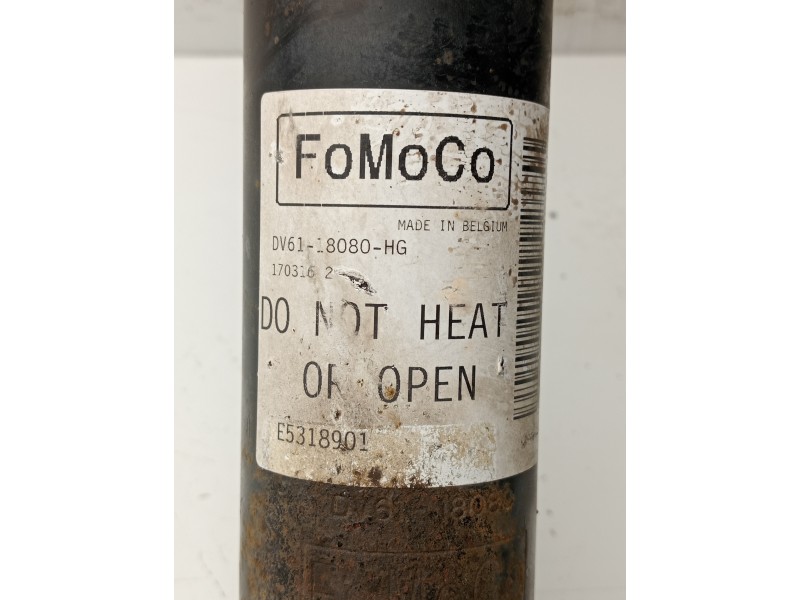 FoMoCo
MADE IN BELGIUM
DV61-18080-HG
170316 2
DO NOT HEAT
OR OPEN
E5318901